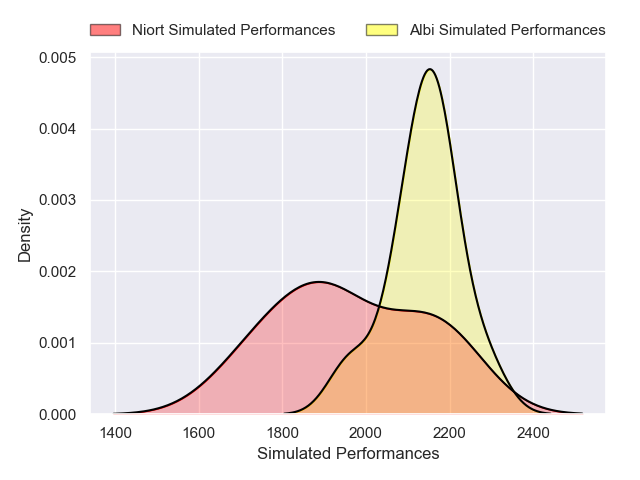 Niort Simulated Performances Albi Simulated Performances
0.005
0.004
0.003
0.002
0.001
0.000
Density
1400 1600 1800 2000 2200 2400
Simulated Performances